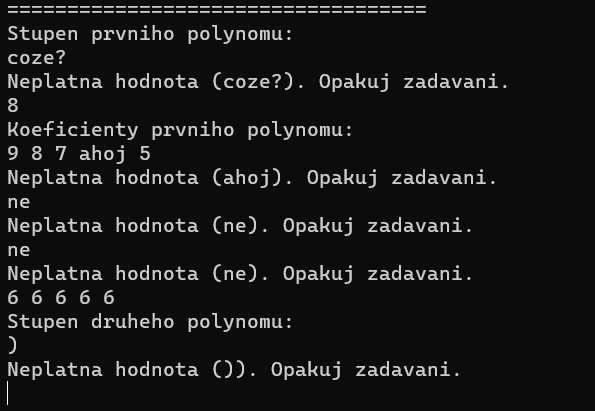 ===================================
Stupen prvniho polynomu:
coze?
Neplatna hodnota (coze?). Opakuj zadavani.
8
Koeficienty prvniho polynomu:
9 8 7 ahoj 5
Neplatna hodnota (ahoj). Opakuj zadavani.
ne
Neplatna hodnota (ne). Opakuj zadavani.
ne
Neplatna hodnota (ne). Opakuj zadavani.
6 6 6 6 6
Stupen druheho polynomu:
)
Neplatna hodnota ()). Opakuj zadavani.